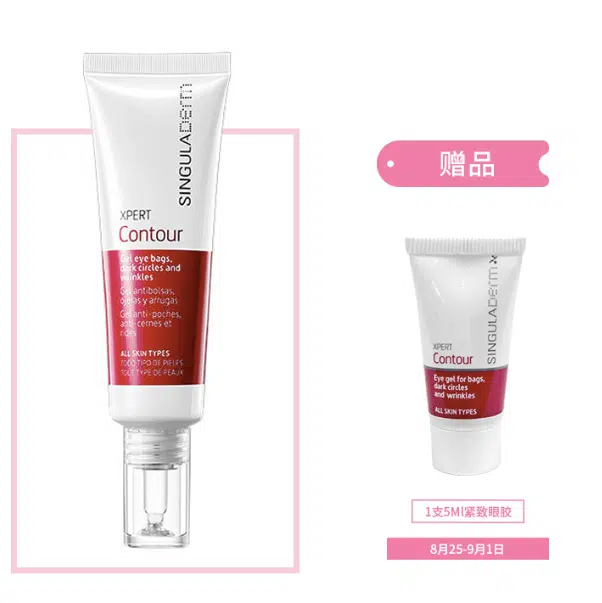 SINGULADerm
XPERT
Contour
Gel eye bags,
dark circles and
wrinkles
Gel antibolsas,
ojeras y arrugas
Gel anti-poches,
anti-cernes et
rides
ALL SKIN TYPES
TODO TIPO DE PIELES
TOUT TYPE DE PEAUX
赠品
SINGULADerm
XPERT
Contour
Eye gel for bags,
dark circles
and wrinkles
ALL SKIN TYPES
1支5Ml紧致眼胶
8月25-9月1日